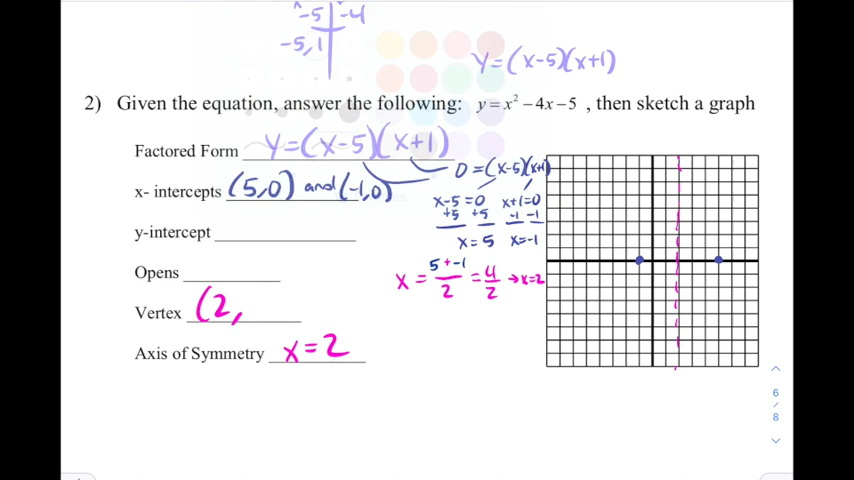 -5 | -4
-5, 1
Y=(x-5)(x+1)
2) Given the equation, answer the following: y = x² – 4x – 5 , then sketch a graph
Factored Form Y=(x-5)(x+1)
0=(x-5)(x+1)
x- intercepts (5,0) and (-1,0)
x-5=0 x+1=0
+5 +5 -1 -1
x=5 x=-1
y-intercept
x = 5+-1/2 = 4/2 → x=2
Opens
Vertex (2,
Axis of Symmetry x=2
6
/
8